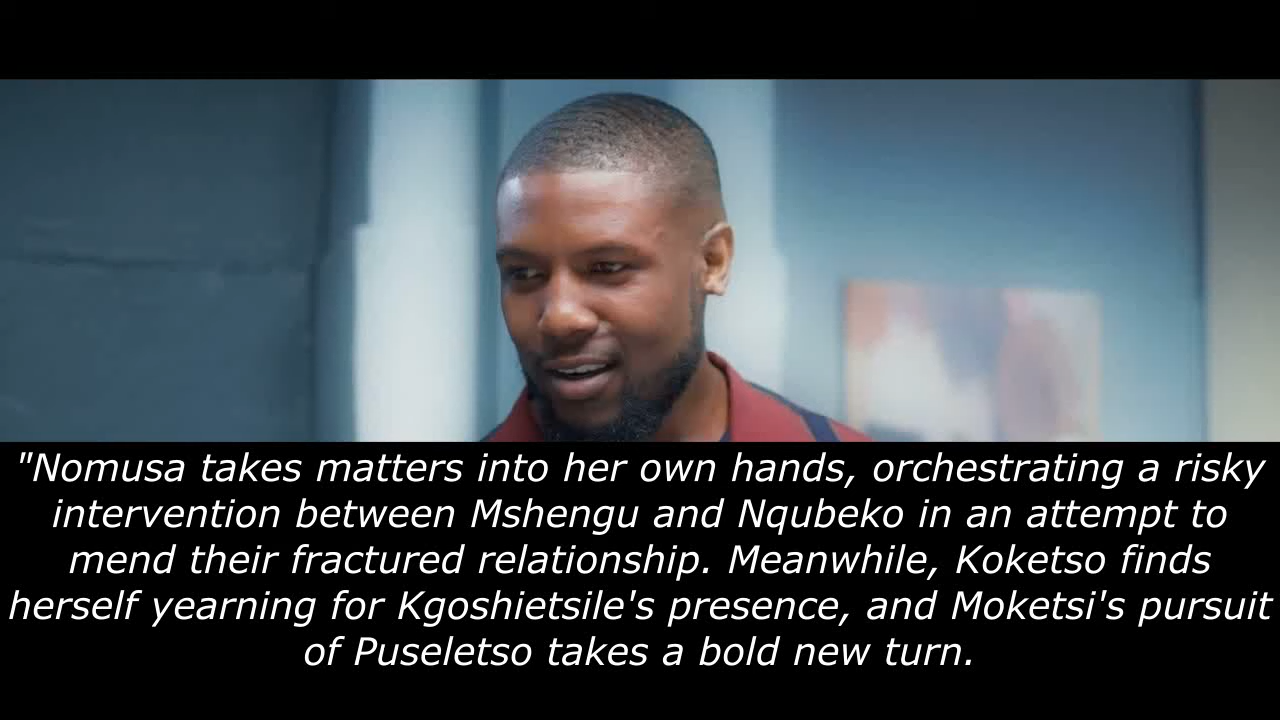 "Nomusa takes matters into her own hands, orchestrating a risky
intervention between Mshengu and Nqubeko in an attempt to
mend their fractured relationship. Meanwhile, Koketso finds
herself yearning for Kgoshietsile's presence, and Moketsi's pursuit
of Puseletso takes a bold new turn.